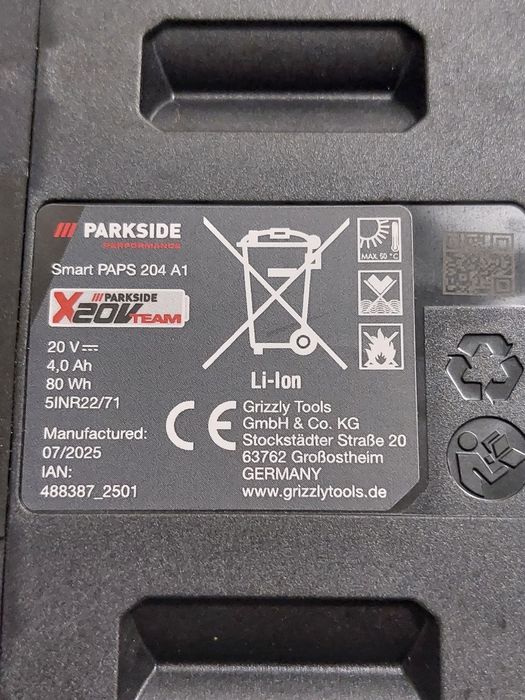 PARKSIDE
PERFORMANCE
Smart PAPS 204 A1
PARKSIDE
X20V TEAM
20 V
4,0 Ah
80 Wh
5INR22/71
Manufactured:
07/2025
IAN:
488387_2501
MAX. 50 °C
Li-Ion
CE
Grizzly Tools
GmbH & Co. KG
Stockstädter Straße 20
63762 Großostheim
GERMANY
www.grizzlytools.de